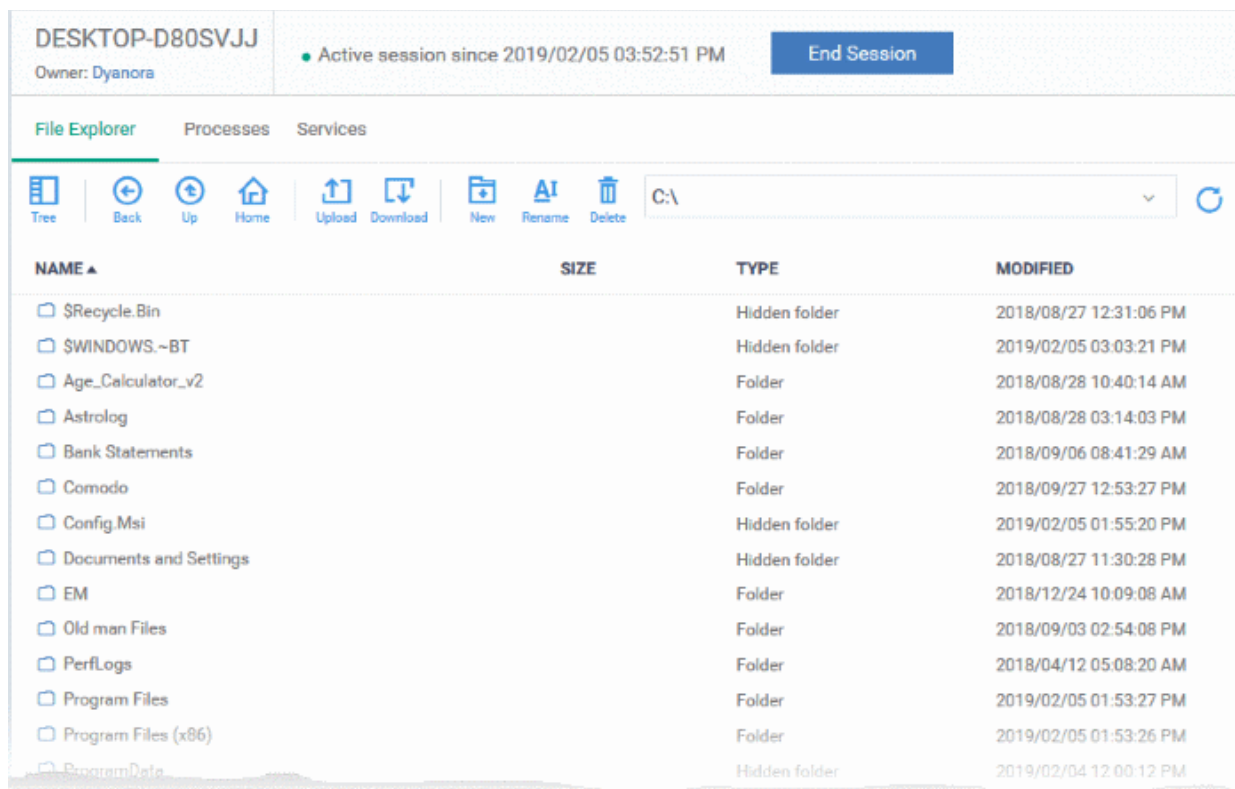 DESKTOP-D80SVJJ
Owner: Dyanora
Active session since 2019/02/05 03:52:51 PM
End Session
File Explorer Processes Services
Tree Back Up Home Upload Download New Rename Delete C:\
NAME SIZE TYPE MODIFIED
$Recycle.Bin Hidden folder 2018/08/27 12:31:06 PM
$WINDOWS.~BT Hidden folder 2019/02/05 03:03:21 PM
Age_Calculator_v2 Folder 2018/08/28 10:40:14 AM
Astrolog Folder 2018/08/28 03:14:03 PM
Bank Statements Folder 2018/09/06 08:41:29 AM
Comodo Folder 2018/09/27 12:53:27 PM
Config.Msi Hidden folder 2019/02/05 01:55:20 PM
Documents and Settings Hidden folder 2018/08/27 11:30:28 PM
EM Folder 2018/12/24 10:09:08 AM
Old man Files Folder 2018/09/03 02:54:08 PM
PerfLogs Folder 2018/04/12 05:08:20 AM
Program Files Folder 2019/02/05 01:53:27 PM
Program Files (x86) Folder 2019/02/05 01:53:26 PM
ProgramData Hidden folder 2019/02/04 12:00:12 PM